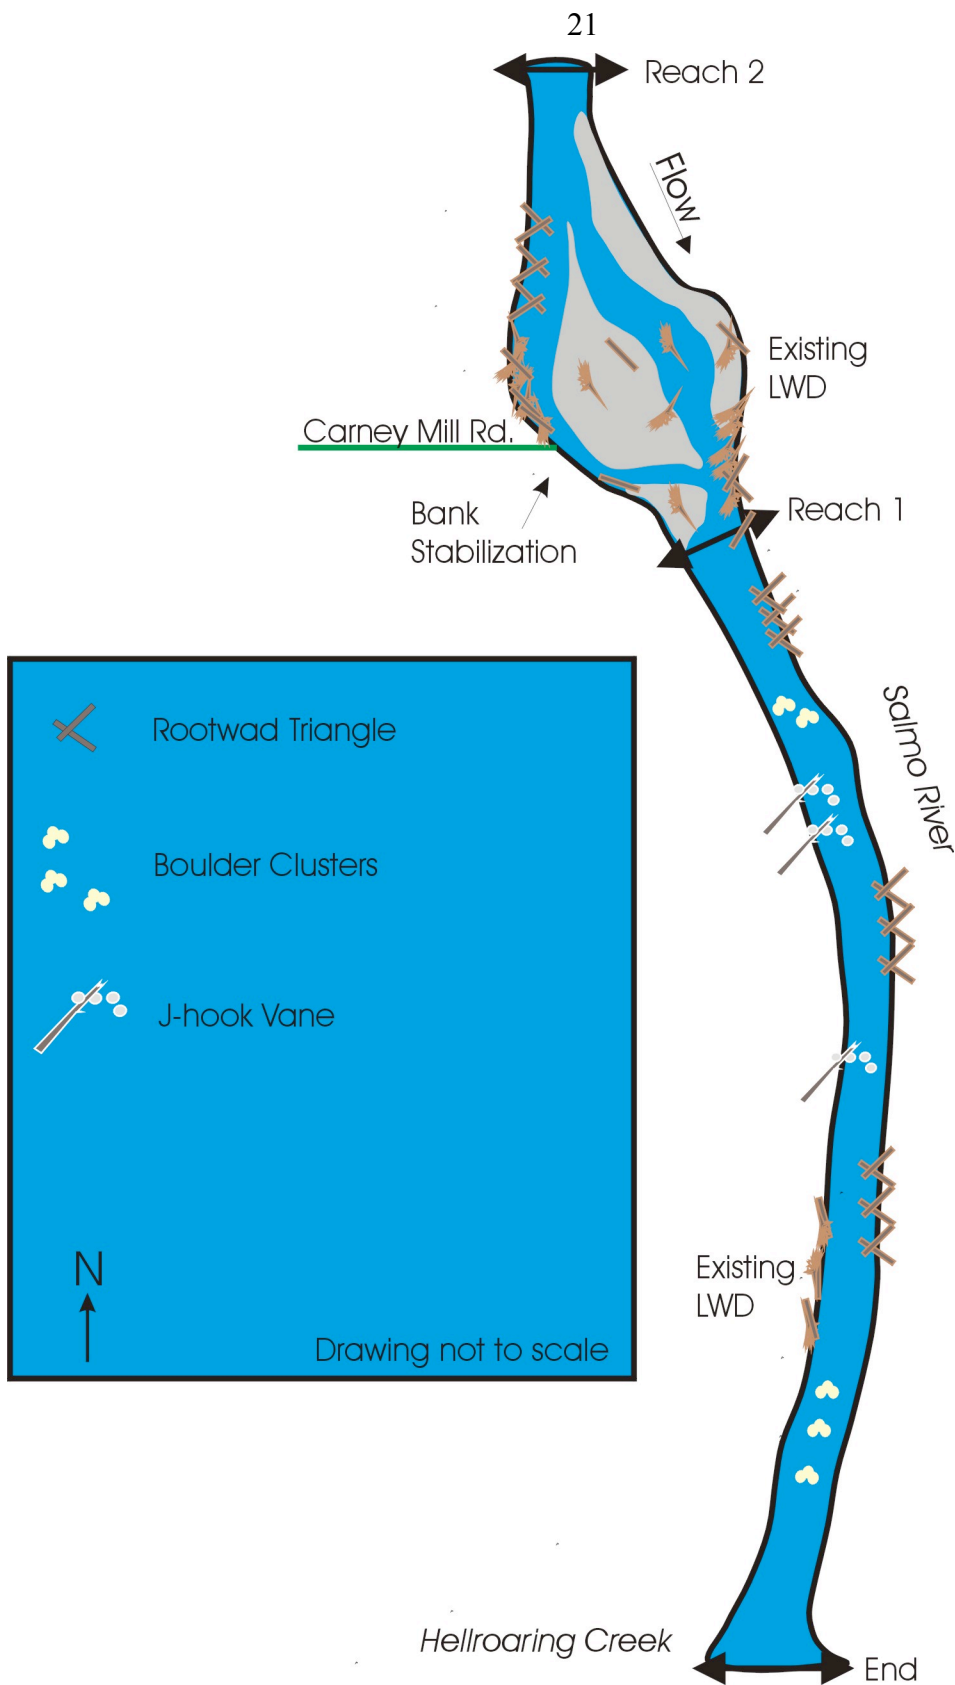 21
Reach 2
Flow
Existing
LWD
Carney Mill Rd.
Reach 1
Bank
Stabilization
Salmo River
Rootwad Triangle
Boulder Clusters
J-hook Vane
N
Existing
LWD
Drawing not to scale
Hellroaring Creek
End